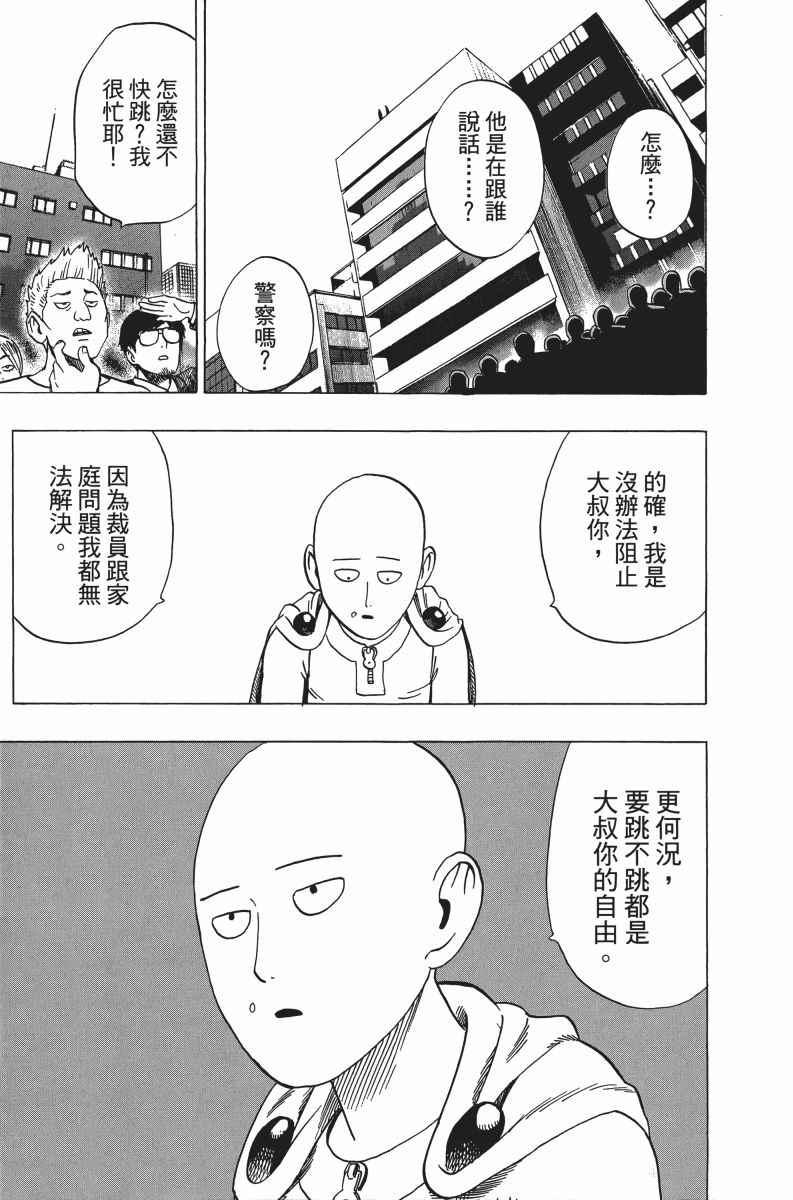 怎麼…？
他是在跟誰
說話……？
警察嗎？
怎麼還不
快跳？我
很忙耶！
的確，我是
沒辦法阻止
大叔你，
因為裁員跟家
庭問題我都無
法解決。
更何況，
要跳不跳都是
大叔你的自由。